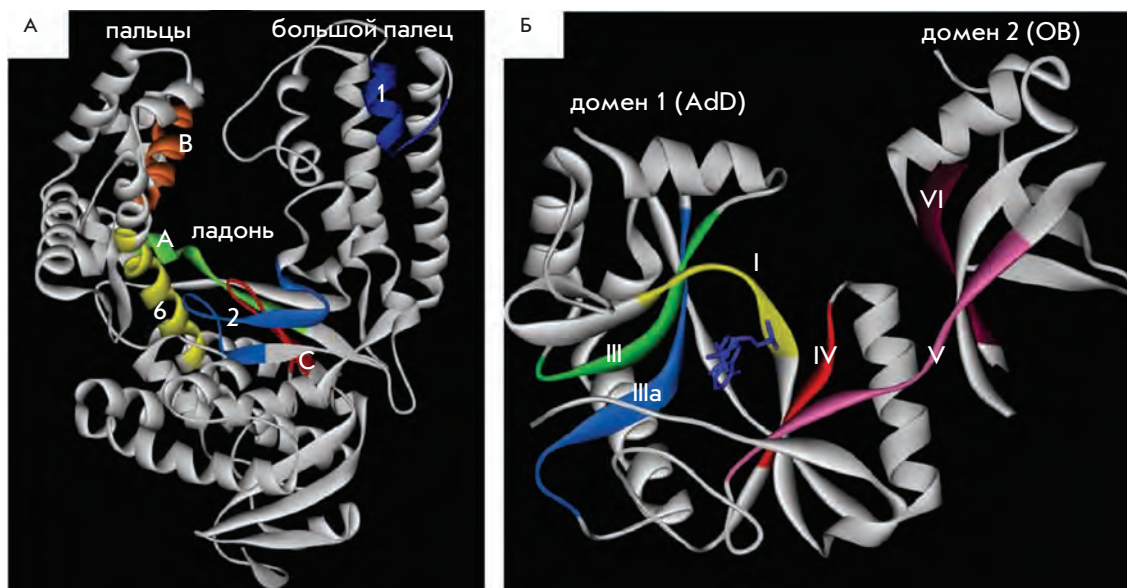 А
пальцы
большой палец
1
B
ладонь
A
6
2
C
Б
домен 2 (OB)
домен 1 (AdD)
VI
I
III
IV
V
IIIa